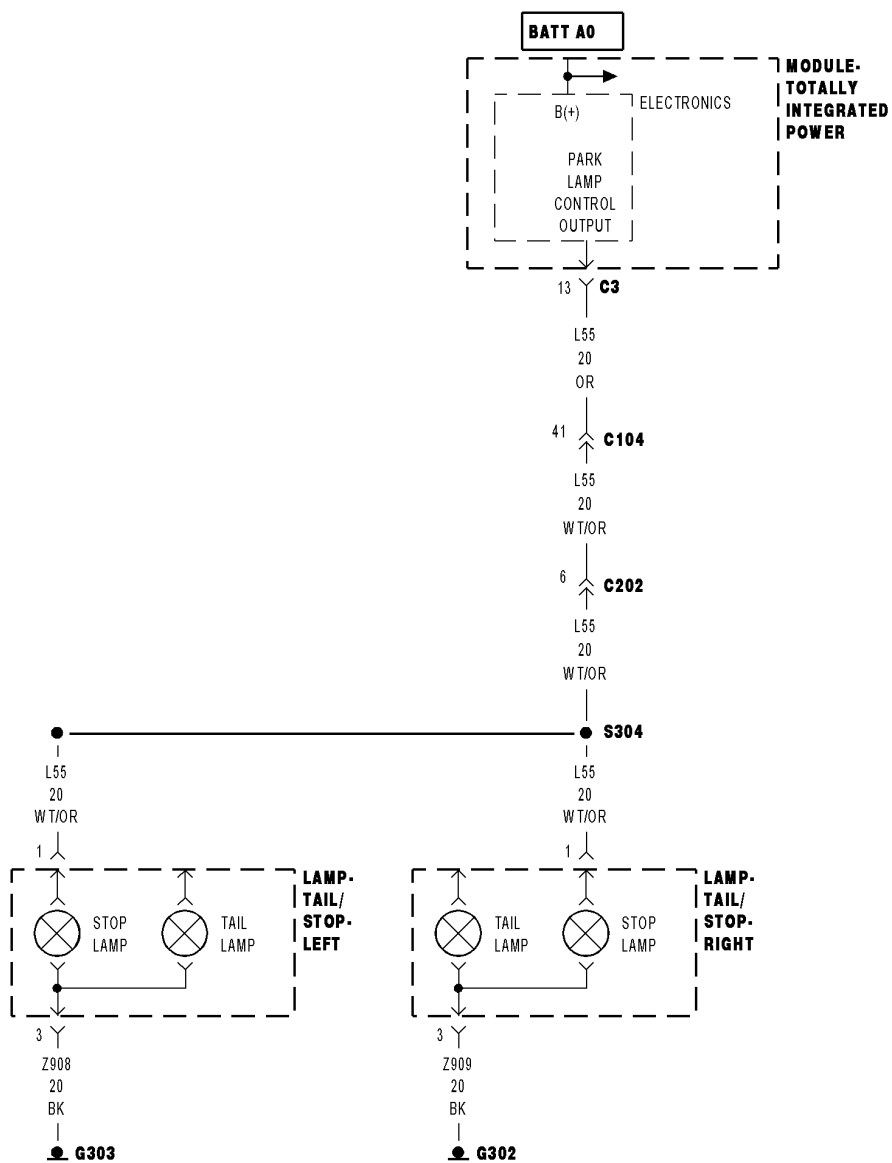 BATT A0
MODULE-
TOTALLY
INTEGRATED
POWER
ELECTRONICS
B(+)
PARK
LAMP
CONTROL
OUTPUT
13
C3
L55
20
OR
41
C104
L55
20
WT/OR
6
C202
L55
20
WT/OR
S304
L55
20
WT/OR
1
L55
20
WT/OR
1
STOP
LAMP
TAIL
LAMP
LAMP-
TAIL/
STOP-
LEFT
TAIL
LAMP
STOP
LAMP
LAMP-
TAIL/
STOP-
RIGHT
3
Z908
20
BK
G303
3
Z909
20
BK
G302